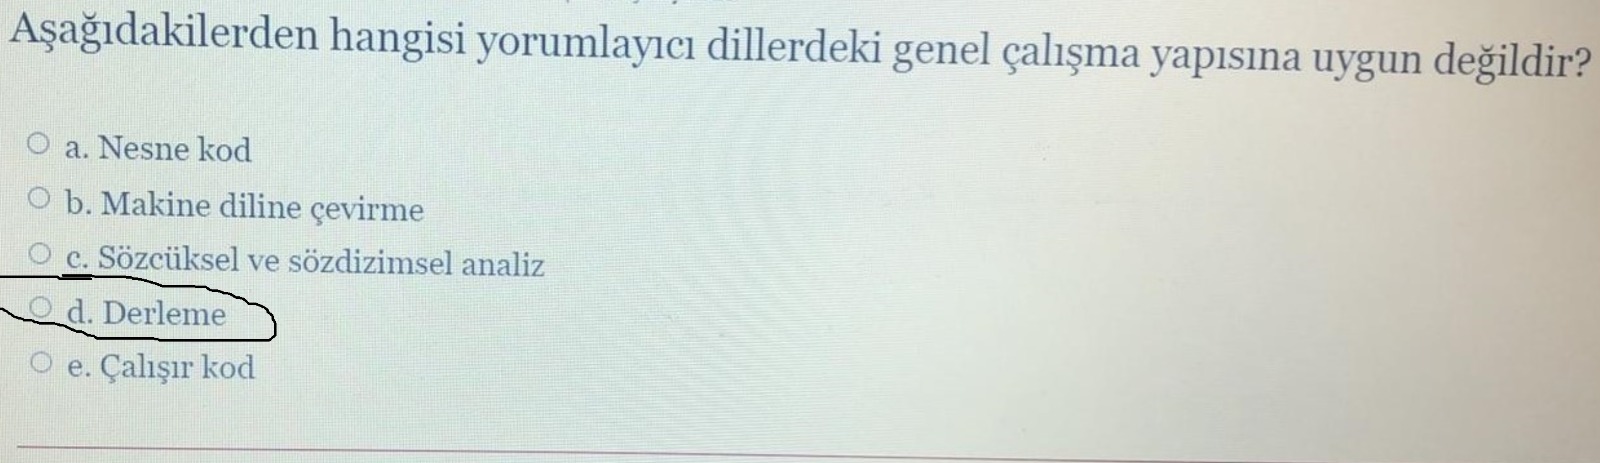 Aşağıdakilerden hangisi yorumlayıcı dillerdeki genel çalışma yapısına uygun değildir?
a. Nesne kod
b. Makine diline çevirme
c. Sözcüksel ve sözdizimsel analiz
d. Derleme
e. Çalışır kod